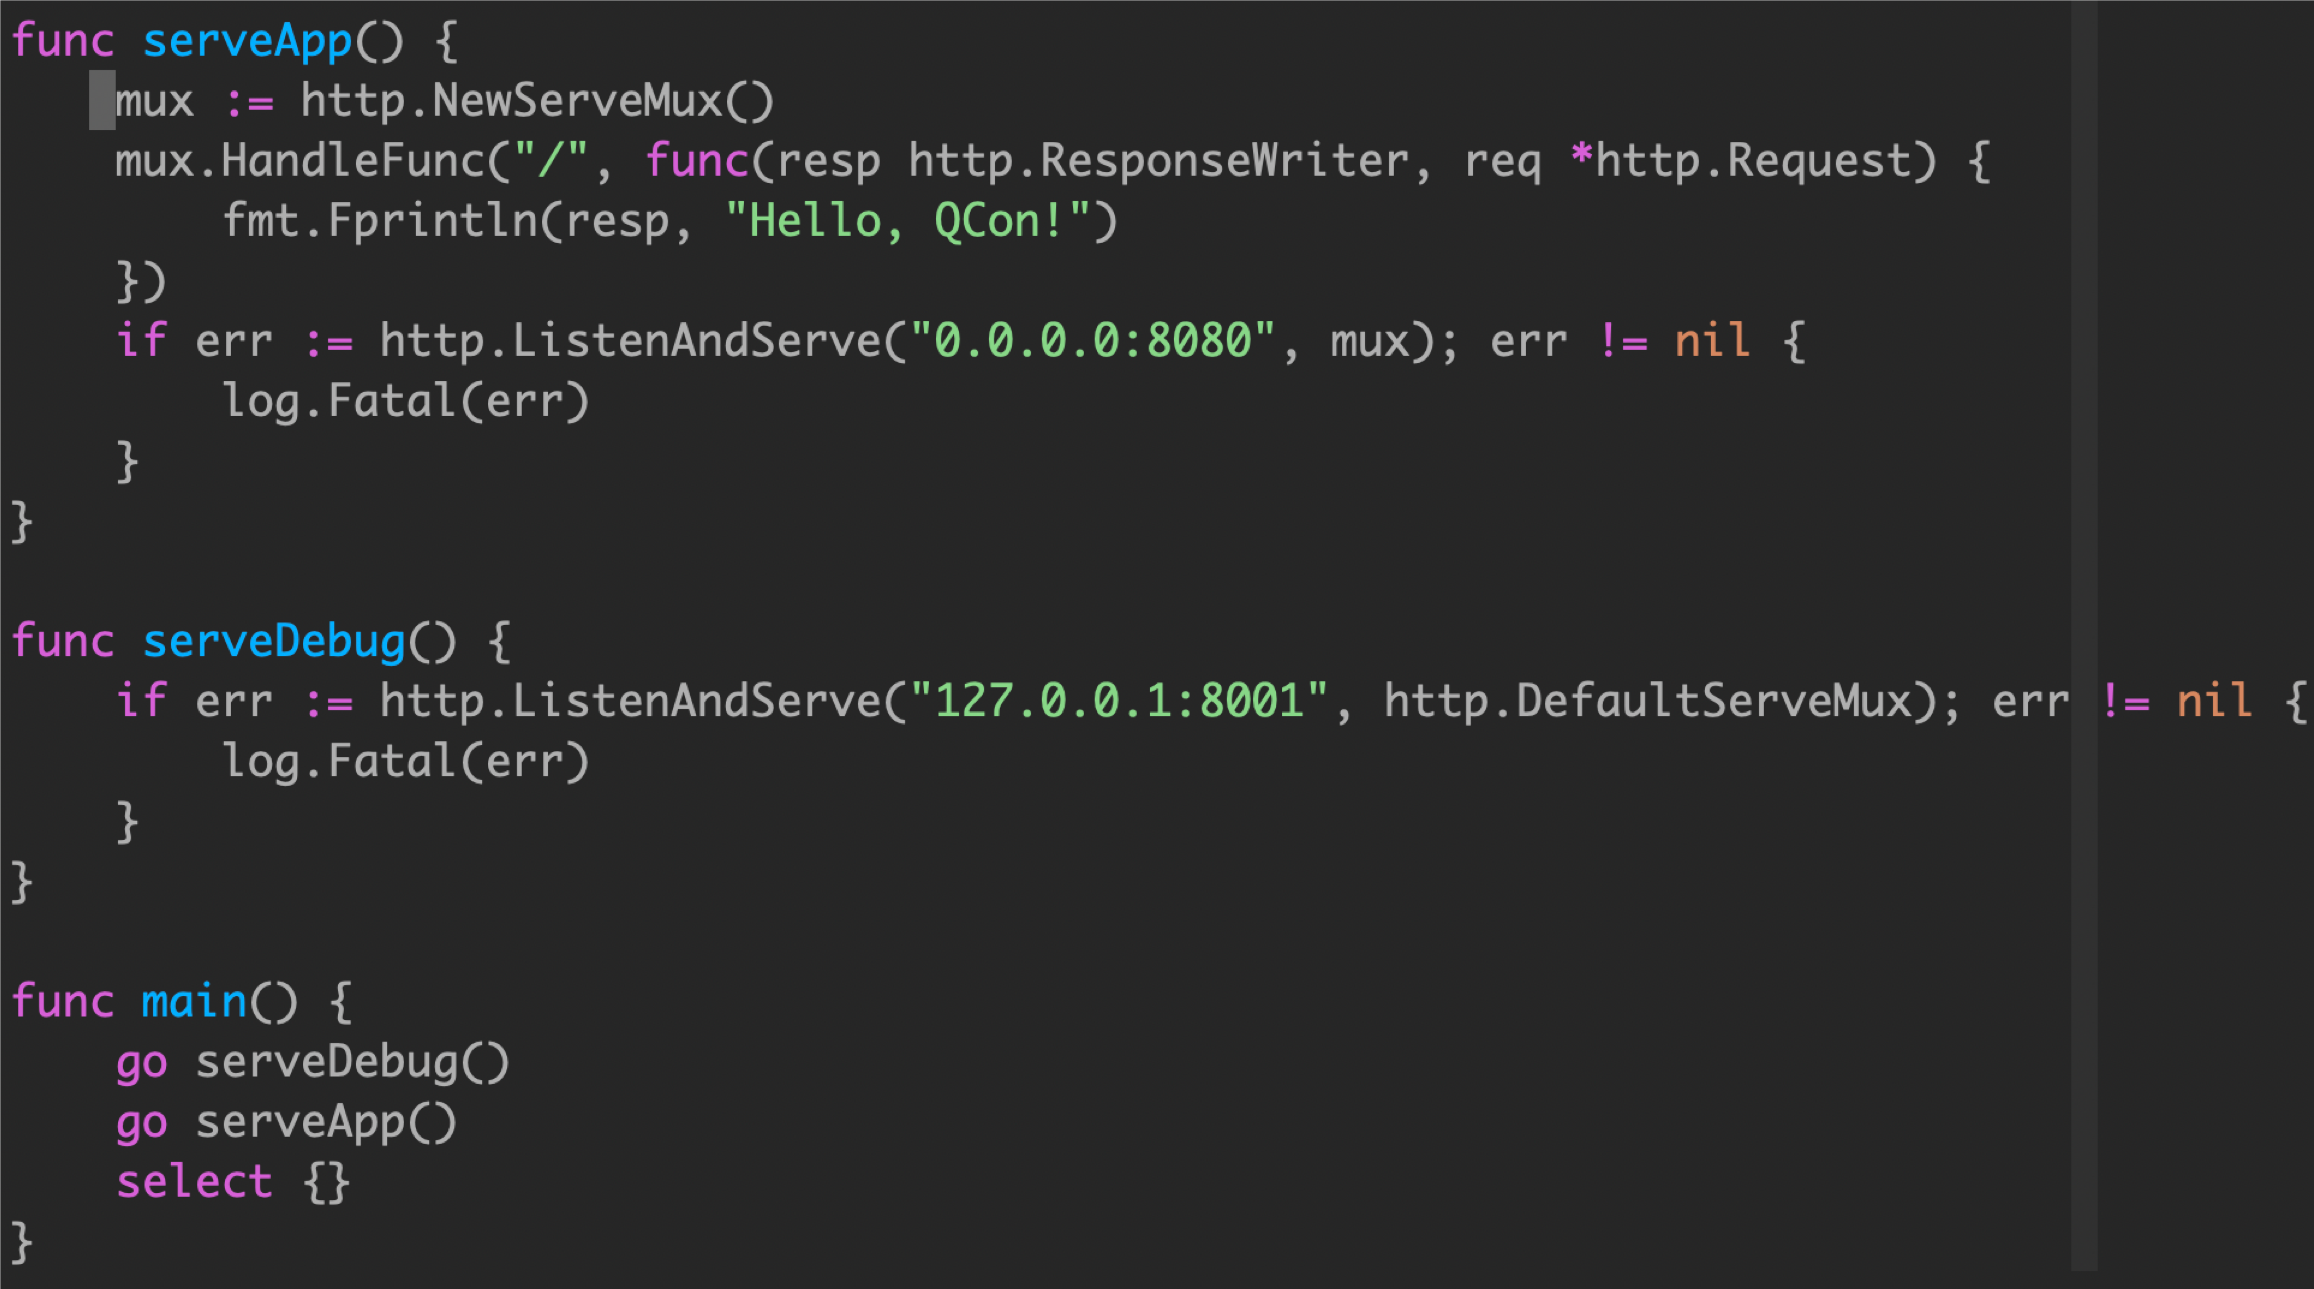 func serveApp() {
    mux := http.NewServeMux()
    mux.HandleFunc("/", func(resp http.ResponseWriter, req *http.Request) {
        fmt.Fprintln(resp, "Hello, QCon!")
    })
    if err := http.ListenAndServe("0.0.0.0:8080", mux); err != nil {
        log.Fatal(err)
    }
}
func serveDebug() {
    if err := http.ListenAndServe("127.0.0.1:8001", http.DefaultServeMux); err != nil {
        log.Fatal(err)
    }
}
func main() {
    go serveDebug()
    go serveApp()
    select {}
}